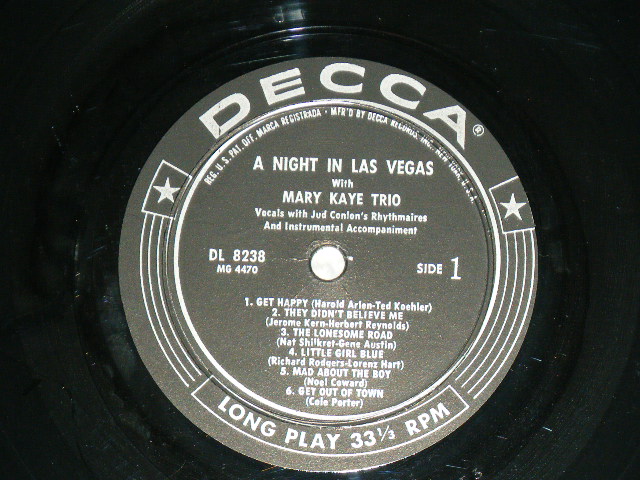 DECCA®
REG. U.S. PAT. OFF. MARCA REGISTRADA • MFR'D BY DECCA RECORDS, INC., NEW YORK, U.S.A.
A NIGHT IN LAS VEGAS
With
MARY KAYE TRIO
Vocals with Jud Conlon's Rhythmaires
And Instrumental Accompaniment
DL 8238
MG 4470
SIDE 1
1. GET HAPPY (Harold Arlen-Ted Koehler)
2. THEY DIDN'T BELIEVE ME
(Jerome Kern-Herbert Reynolds)
3. THE LONESOME ROAD
(Nat Shilkret-Gene Austin)
4. LITTLE GIRL BLUE
(Richard Rodgers-Lorenz Hart)
5. MAD ABOUT THE BOY
(Noel Coward)
6. GET OUT OF TOWN
(Cole Porter)
LONG PLAY 33⅓ RPM